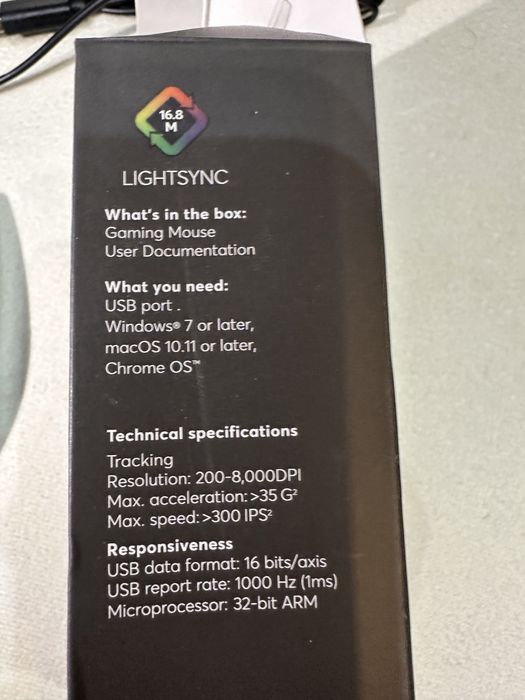 16.8
M
LIGHTSYNC
What's in the box:
Gaming Mouse
User Documentation
What you need:
USB port .
Windows® 7 or later,
macOS 10.11 or later,
Chrome OS™
Technical specifications
Tracking
Resolution: 200-8,000DPI
Max. acceleration: >35 G²
Max. speed: >300 IPS²
Responsiveness
USB data format: 16 bits/axis
USB report rate: 1000 Hz (1ms)
Microprocessor: 32-bit ARM